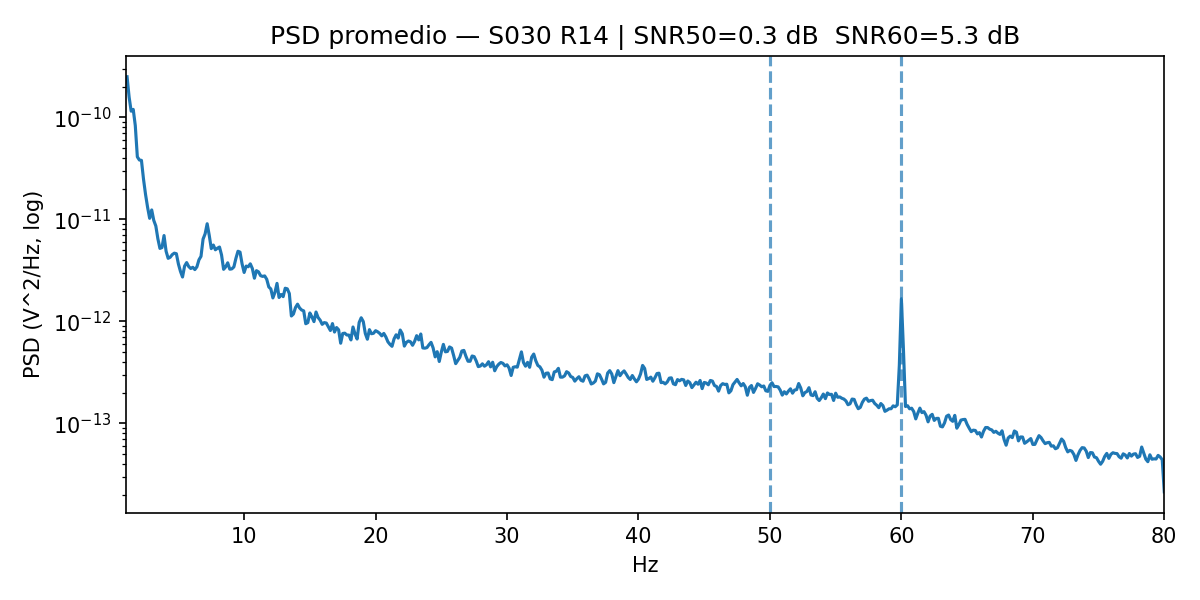 PSD promedio — S030 R14 | SNR50=0.3 dB  SNR60=5.3 dB
PSD (V^2/Hz, log)
10⁻¹⁰
10⁻¹¹
10⁻¹²
10⁻¹³
10 20 30 40 50 60 70 80
Hz